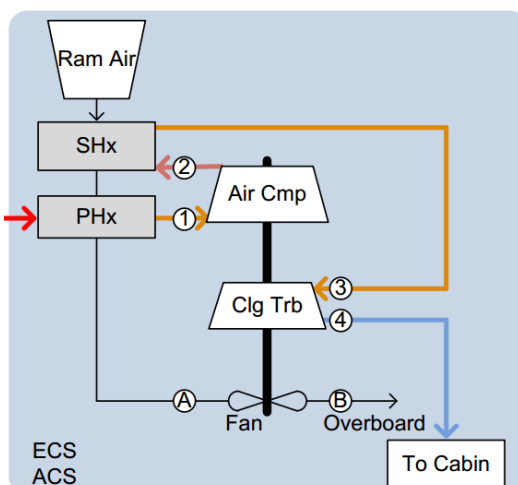 Ram Air
SHx
2
Air Cmp
PHx
1
3
Clg Trb
4
A
B
Fan
Overboard
ECS
ACS
To Cabin